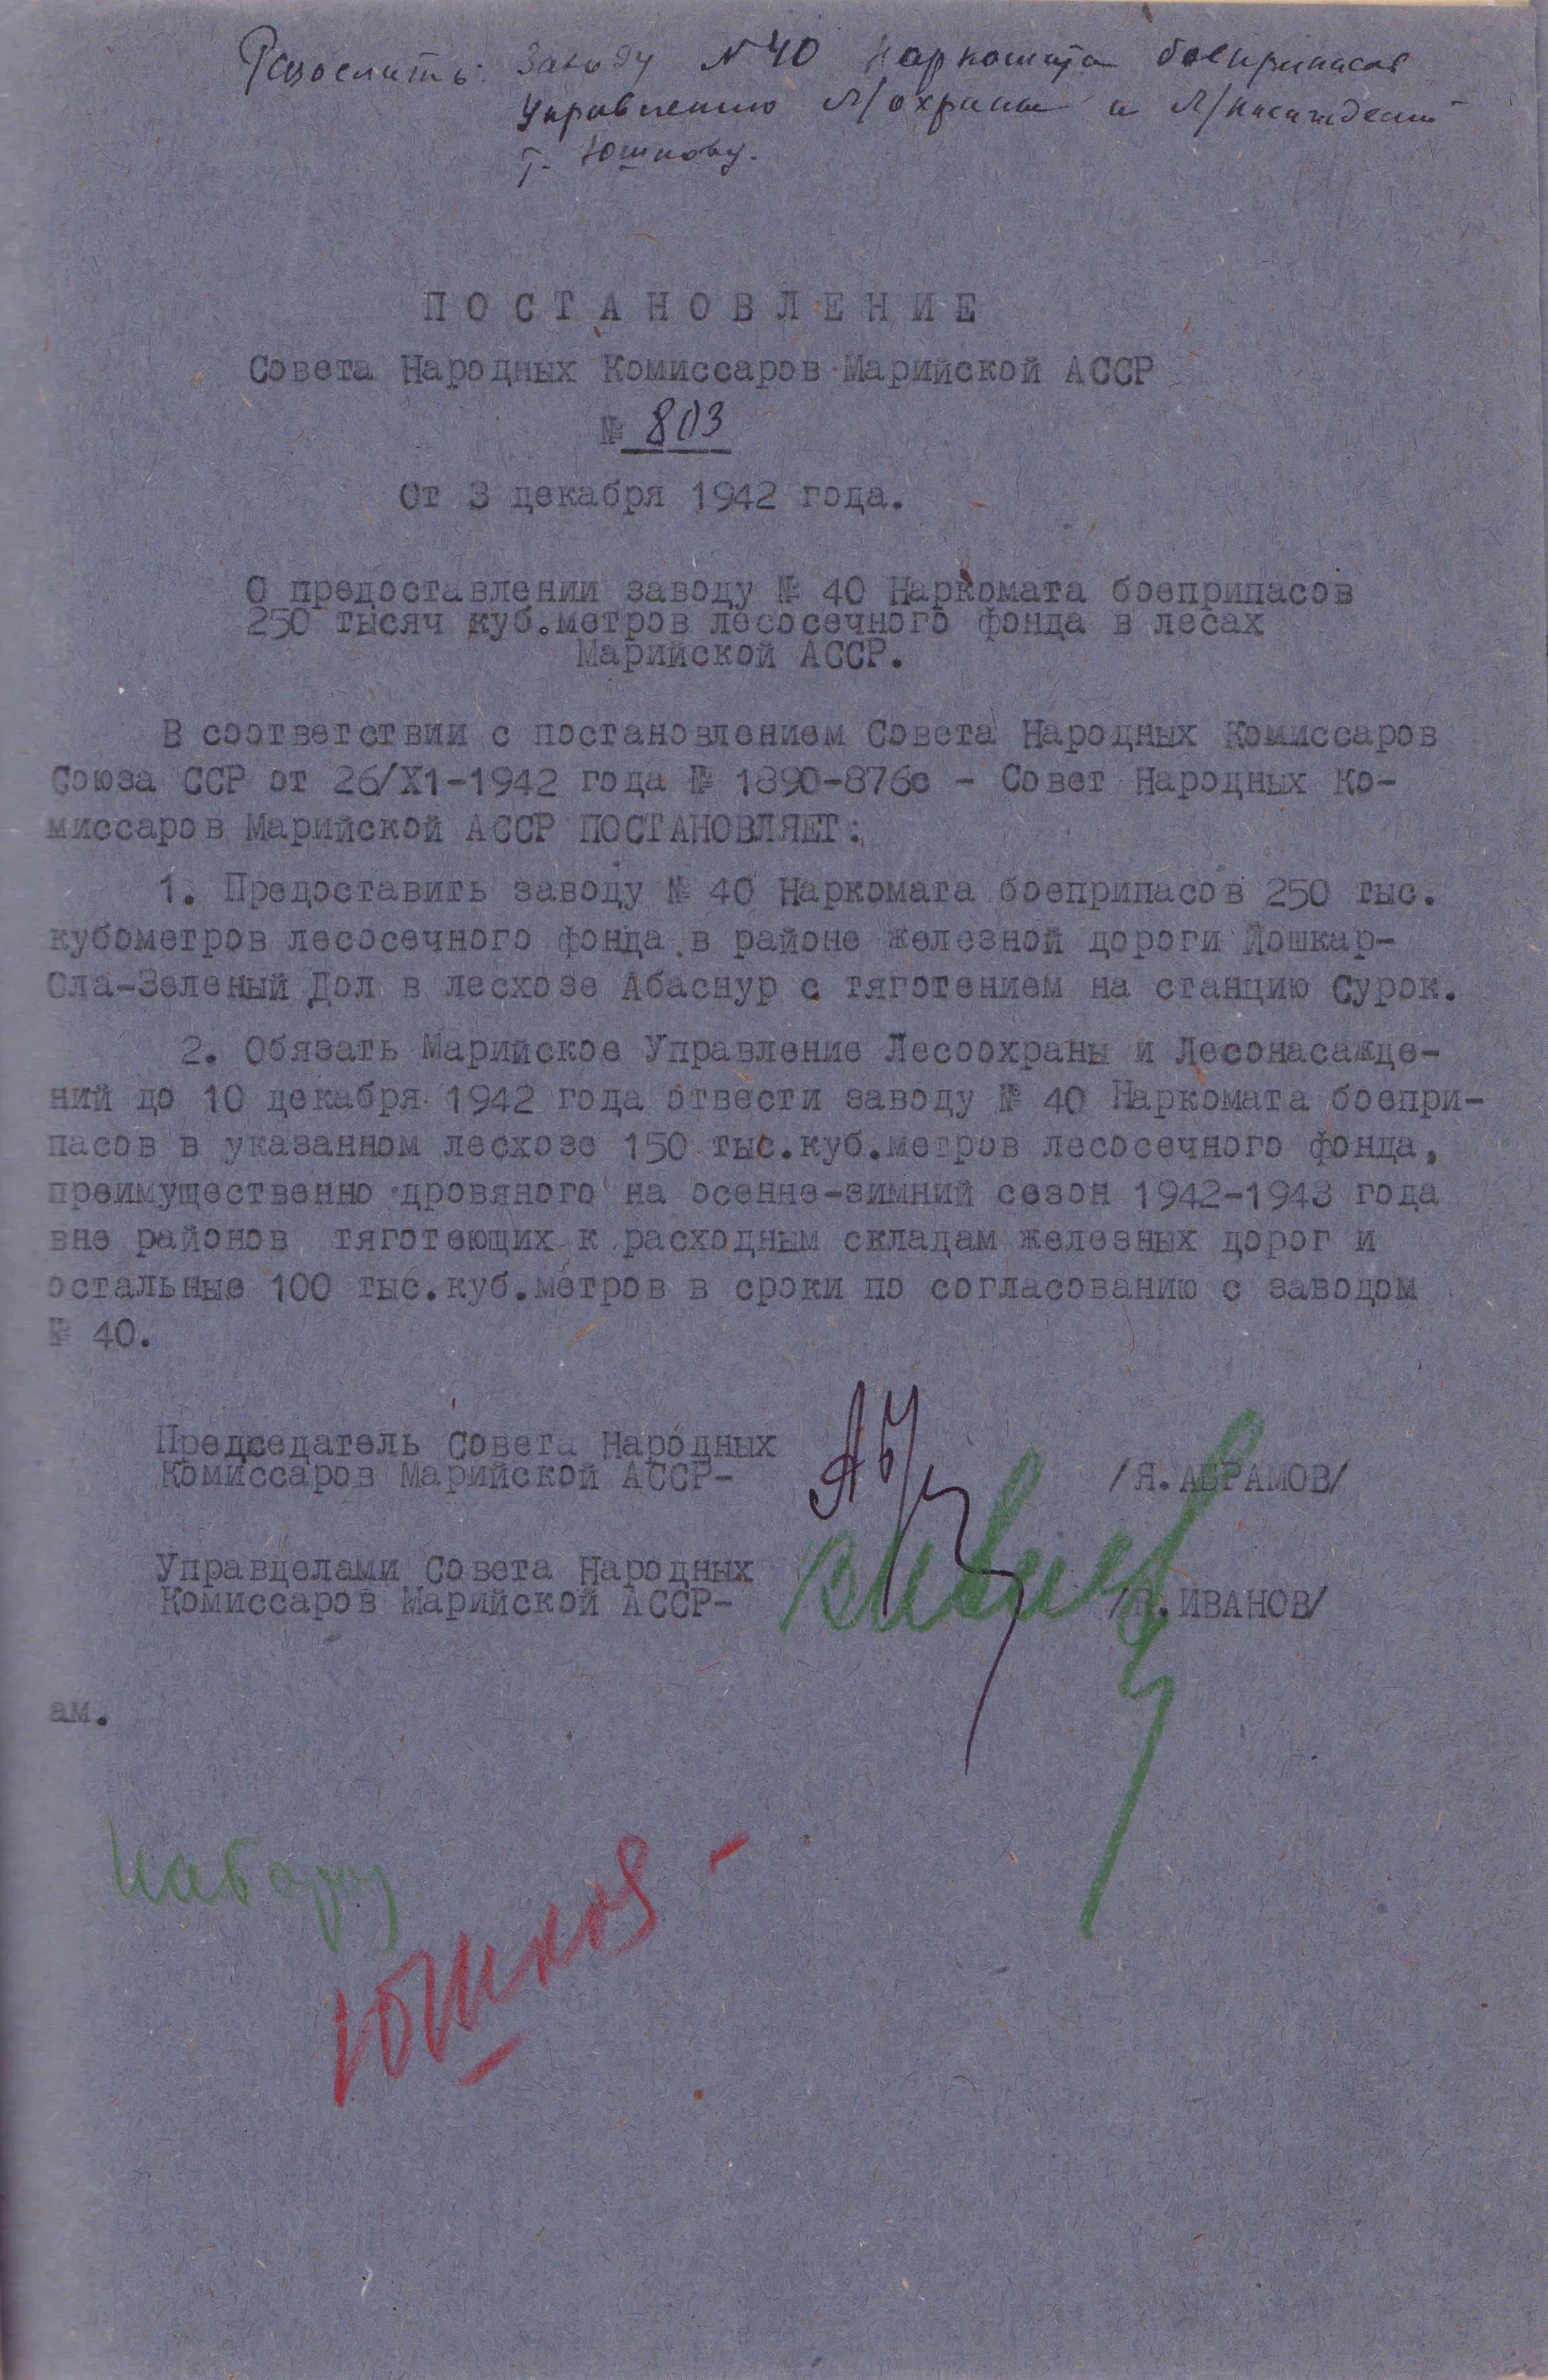 Разослать: Заводу № 40 Наркомата боеприпасов
Управлению Л/охраны и Л/насаждений
т. Юшкову.
ПОСТАНОВЛЕНИЕ
Совета Народных Комиссаров Марийской АССР
№ 803
От 3 декабря 1942 года.
О предоставлении заводу № 40 Наркомата боеприпасов
250 тысяч куб.метров лесосечного фонда в лесах
Марийской АССР.
В соответствии с постановлением Совета Народных Комиссаров
Союза ССР от 26/X1-1942 года № 1890-876с - Совет Народных Ко-
миссаров Марийской АССР ПОСТАНОВЛЯЕТ:
1. Предоставить заводу № 40 Наркомата боеприпасов 250 тыс.
кубометров лесосечного фонда в районе железной дороги Йошкар-
Ола-Зеленый Дол в лесхозе Абаснур с тяготением на станцию Сурок.
2. Обязать Марийское Управление Лесоохраны и Лесонасажде-
ний до 10 декабря 1942 года отвести заводу № 40 Наркомата боепри-
пасов в указанном лесхозе 150 тыс.куб.метров лесосечного фонда,
преимущественно дровяного на осенне-зимний сезон 1942-1943 года
вне районов тяготеющих к расходным складам железных дорог и
остальные 100 тыс.куб.метров в сроки по согласованию с заводом
№ 40.
Председатель Совета Народных
Комиссаров Марийской АССР- /Я.АБРАМОВ/
Управделами Совета Народных
Комиссаров Марийской АССР- /В.ИВАНОВ/
ам.
Юшков -